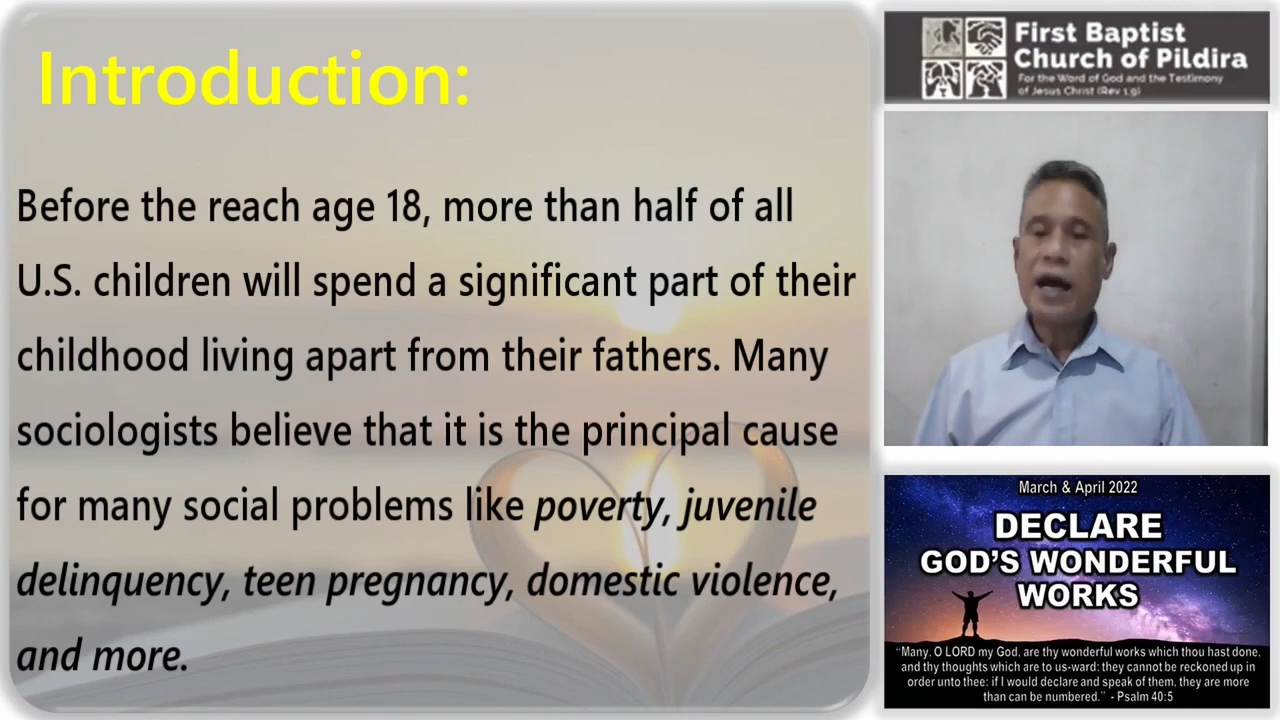 Introduction:
Before the reach age 18, more than half of all
U.S. children will spend a significant part of their
childhood living apart from their fathers. Many
sociologists believe that it is the principal cause
for many social problems like poverty, juvenile
delinquency, teen pregnancy, domestic violence,
and more.
First Baptist
Church of Pildira
For the Word of God and the Testimony
of Jesus Christ (Rev 1:9)
March & April 2022
DECLARE
GOD'S WONDERFUL
WORKS
“Many, O LORD my God, are thy wonderful works which thou hast done,
and thy thoughts which are to us-ward: they cannot be reckoned up in
order unto thee: if I would declare and speak of them, they are more
than can be numbered.” - Psalm 40:5